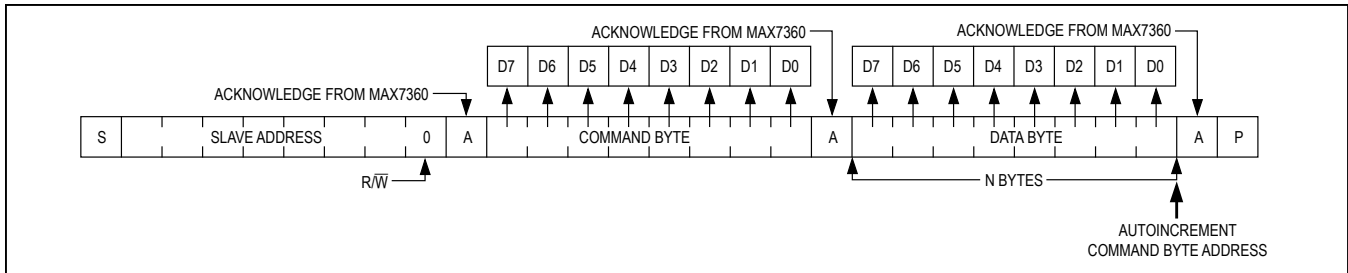 ACKNOWLEDGE FROM MAX7360
ACKNOWLEDGE FROM MAX7360
D7 D6 D5 D4 D3 D2 D1 D0
D7 D6 D5 D4 D3 D2 D1 D0
ACKNOWLEDGE FROM MAX7360
S SLAVE ADDRESS 0 A COMMAND BYTE A DATA BYTE A P
R/W̅
N BYTES
AUTOINCREMENT
COMMAND BYTE ADDRESS